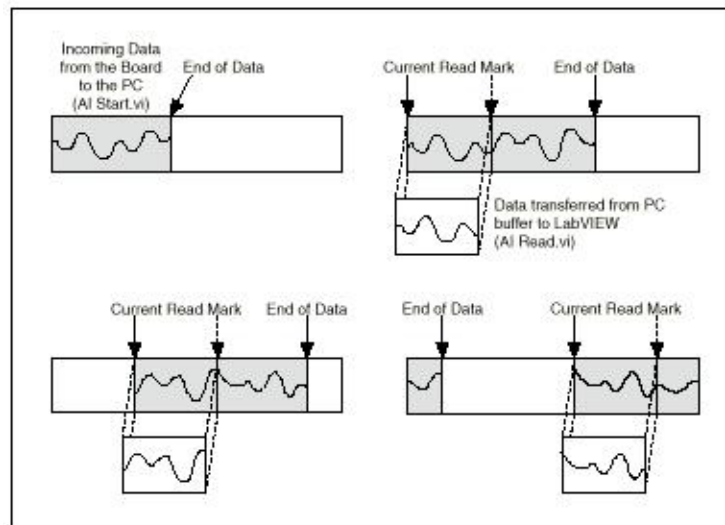 Incoming Data
from the Board
to the PC
(AI Start.vi)
End of Data
Current Read Mark
End of Data
Data transferred from PC
buffer to LabVIEW
(AI Read.vi)
Current Read Mark
End of Data
End of Data
Current Read Mark